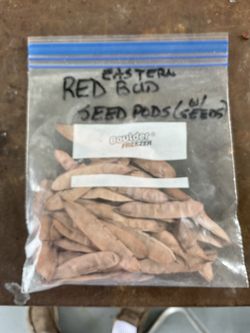 EASTERN
RED BUD
SEED PODS (W/ SEEDS)
Boulder
FREEZER